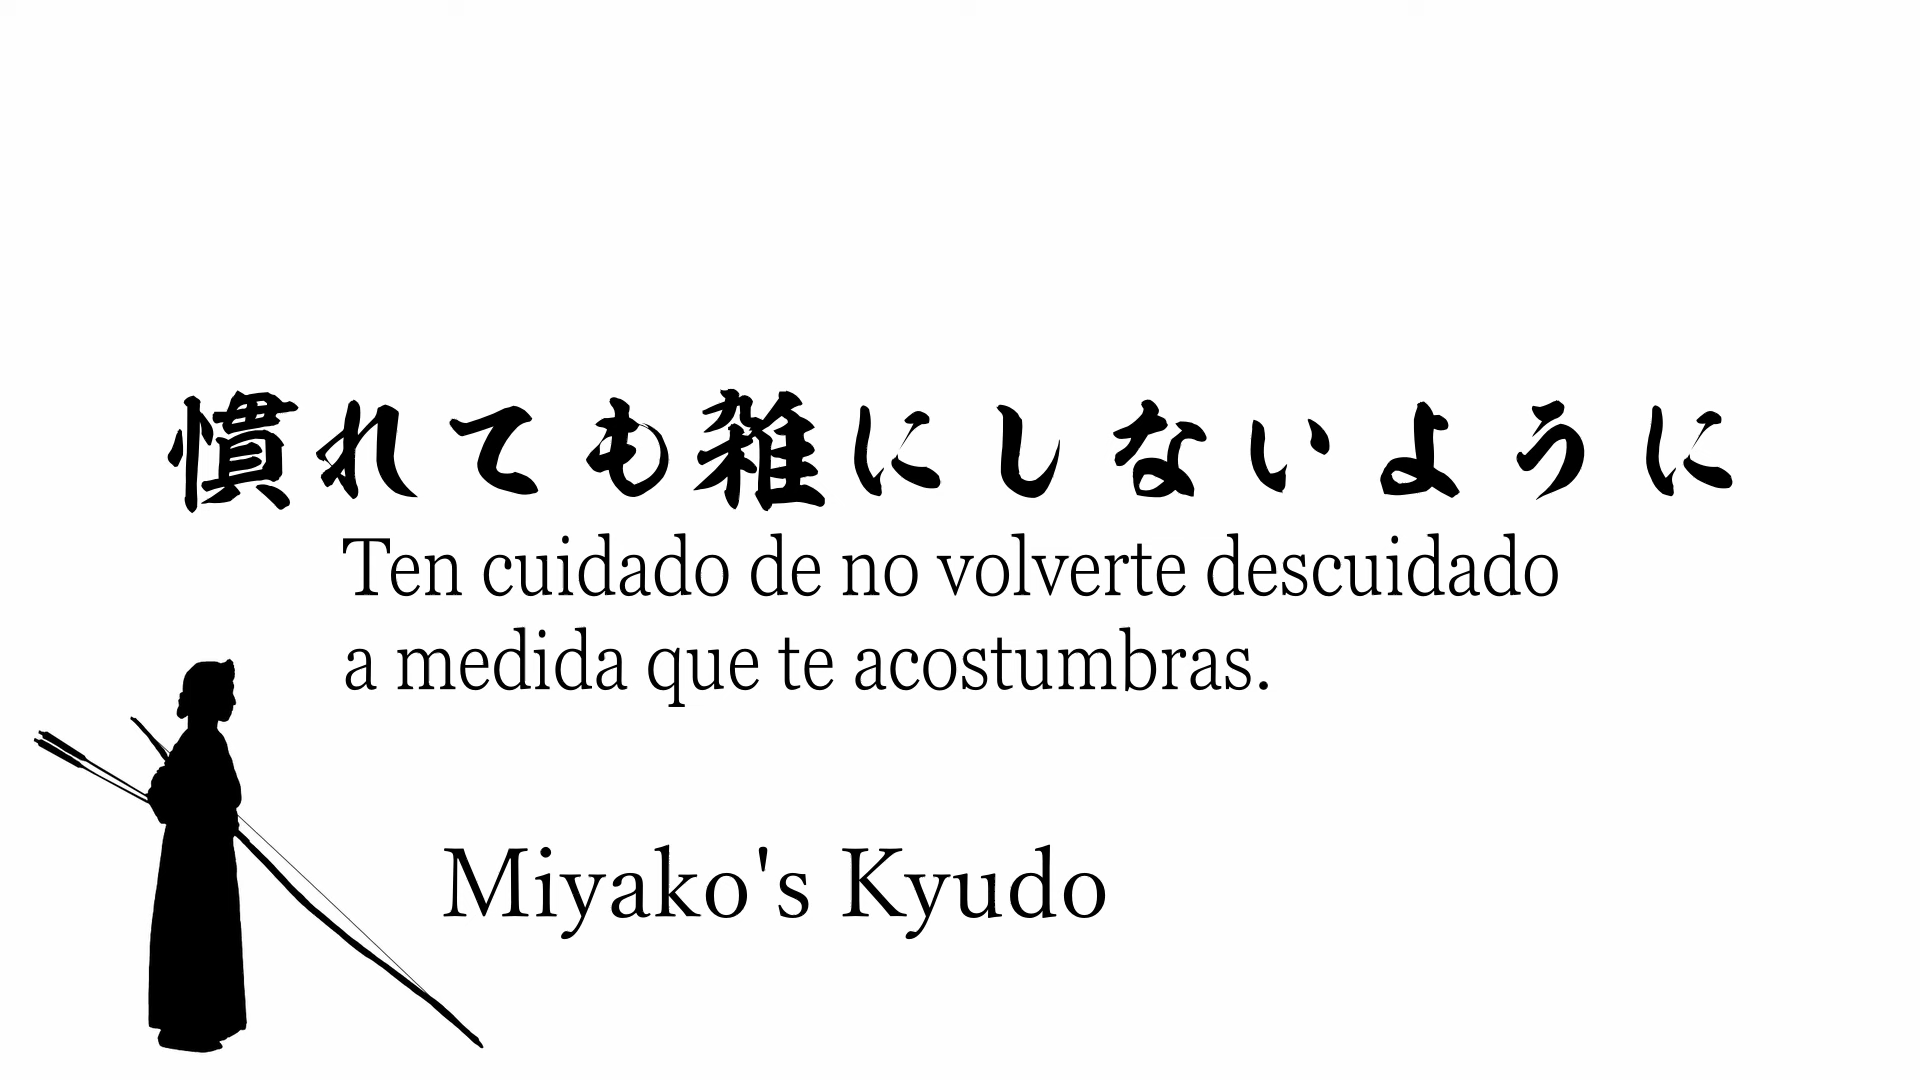 慣れても雑にしないように
Ten cuidado de no volverte descuidado
a medida que te acostumbras.
Miyako's Kyudo